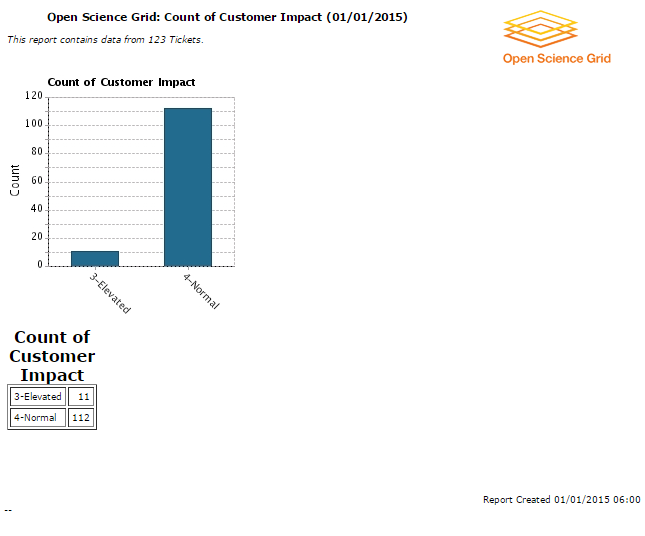 Open Science Grid: Count of Customer Impact (01/01/2015)
This report contains data from 123 Tickets.
Open Science Grid
Count of Customer Impact
120
100
80
60
40
20
0
Count
3-Elevated
4-Normal
Count of
Customer
Impact
3-Elevated 11
4-Normal 112
Report Created 01/01/2015 06:00
--